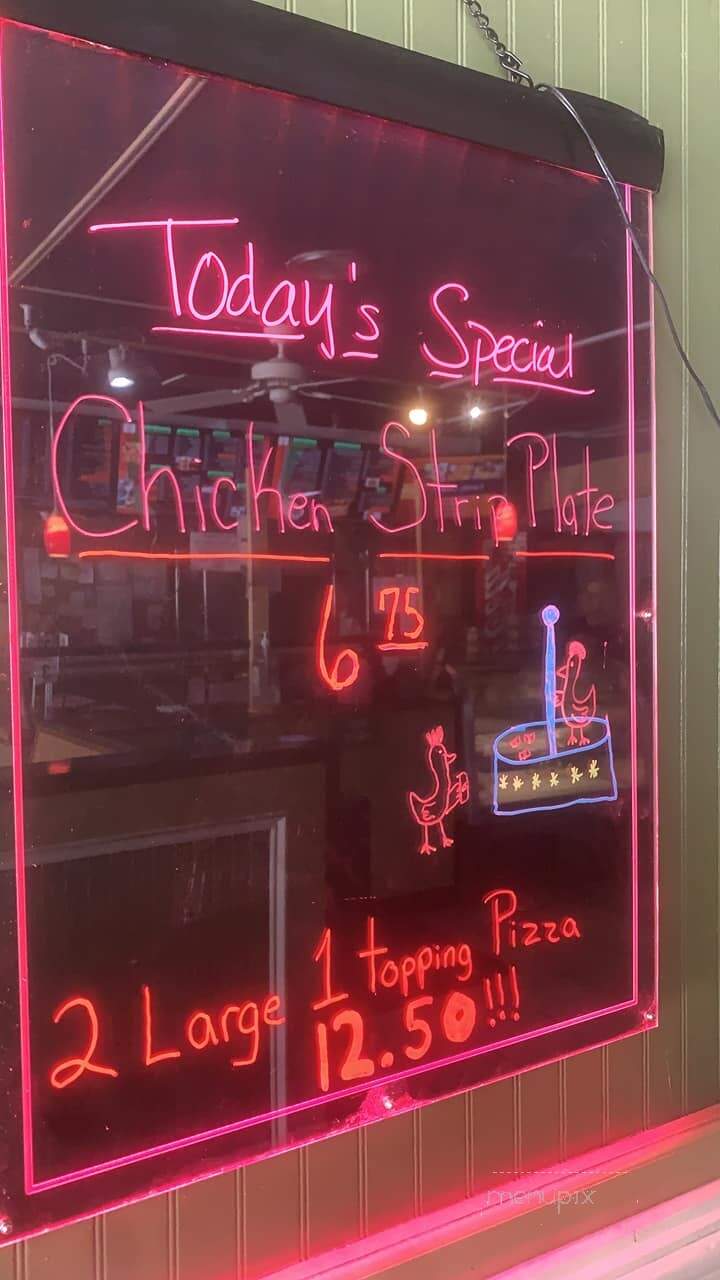 Today's Special
Chicken Strip Plate
6 75
2 Large 1 topping Pizza
12.50!!!
menupix